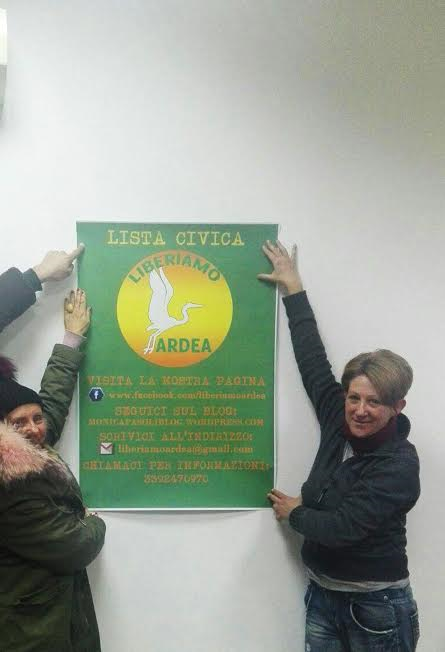 LISTA CIVICA
LIBERIAMO
ARDEA
VISITA LA NOSTRA PAGINA
www.facebook.com/liberiamoardea
SEGUICI SUL BLOG:
MONICAFASOLIBLOG.WORDPRESS.COM
SCRIVICI ALL'INDIRIZZO:
liberiamoardea@gmail.com
CHIAMACI PER INFORMAZIONI:
3392470970